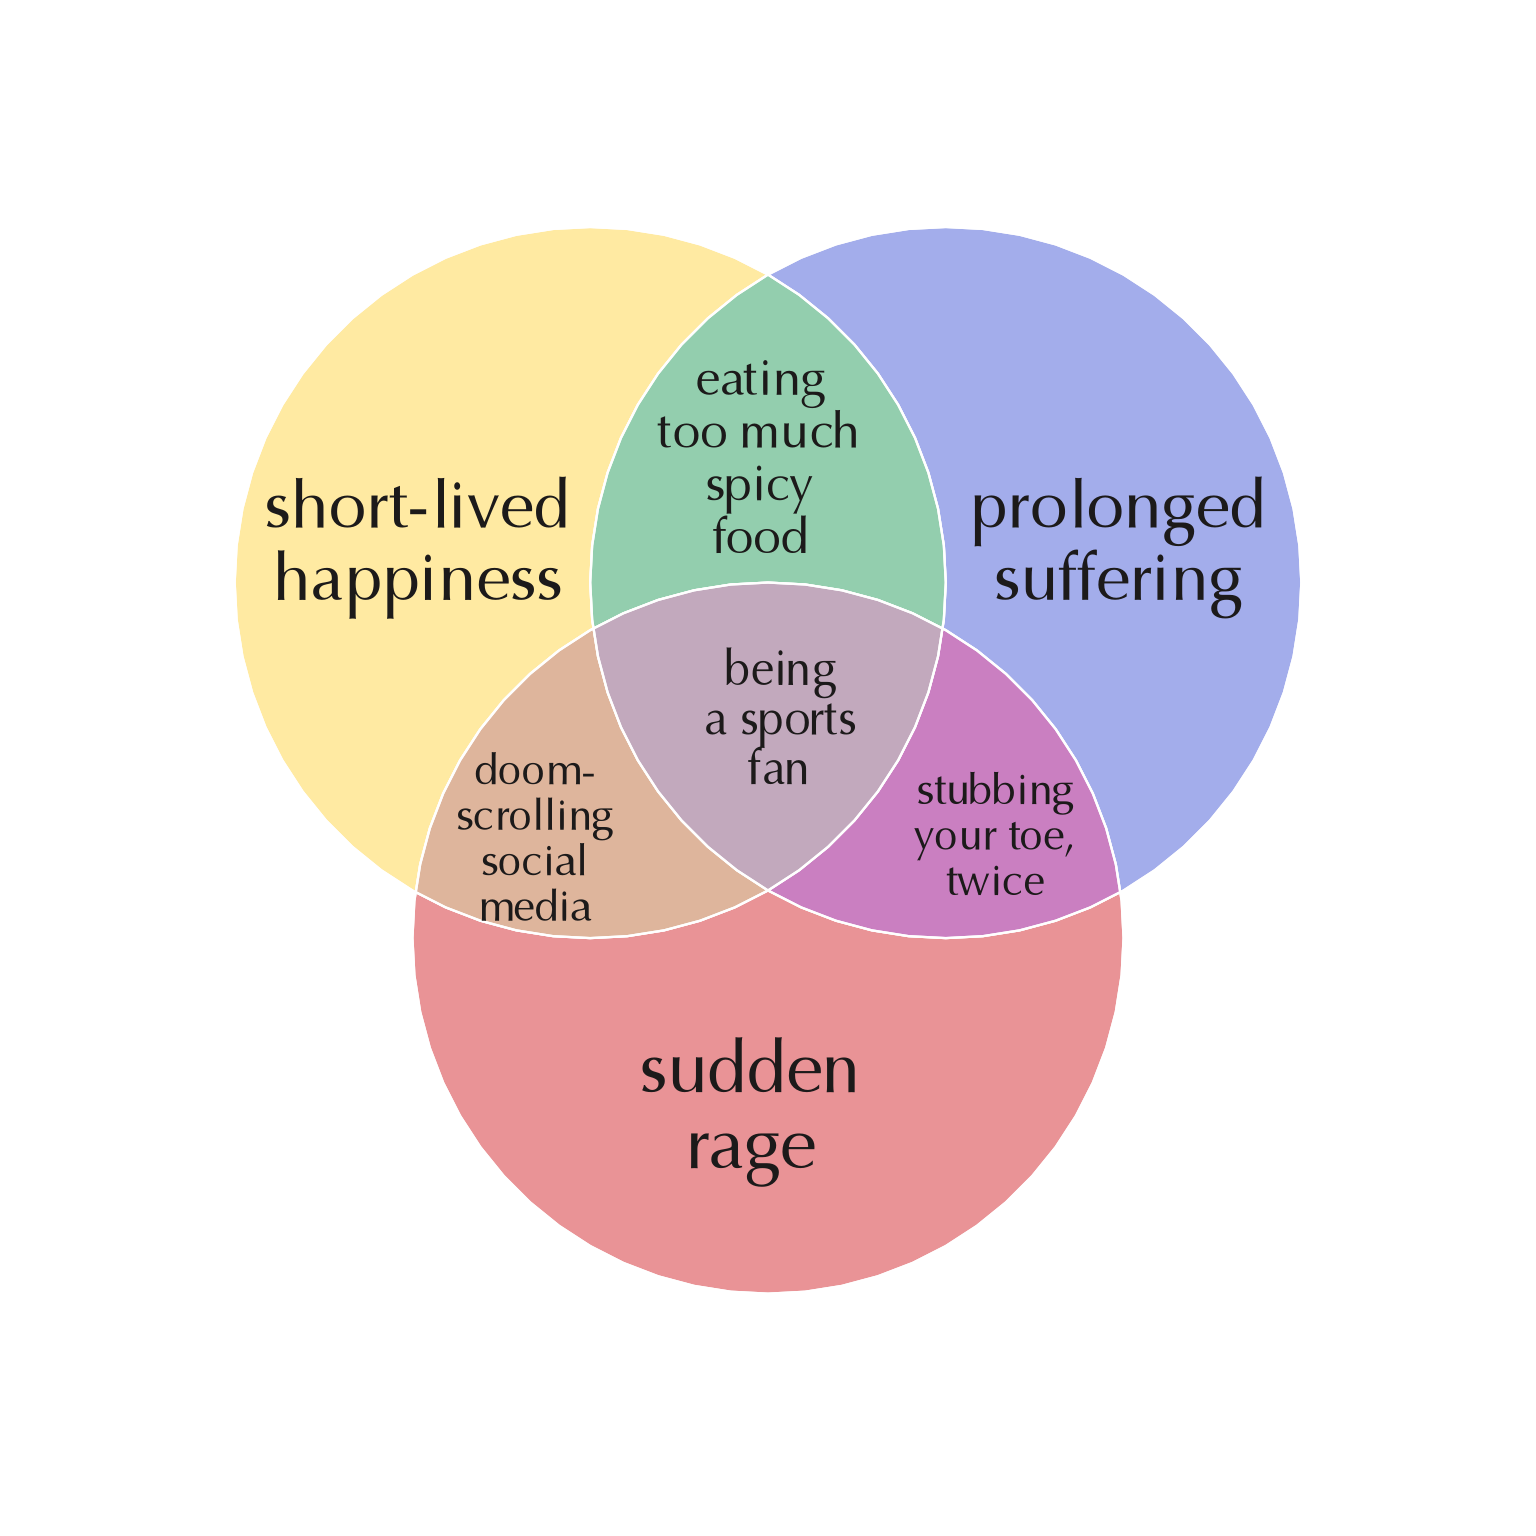 eating
too much
spicy
food
short-lived
happiness
prolonged
suffering
being
a sports
fan
doom-
scrolling
social
media
stubbing
your toe,
twice
sudden
rage